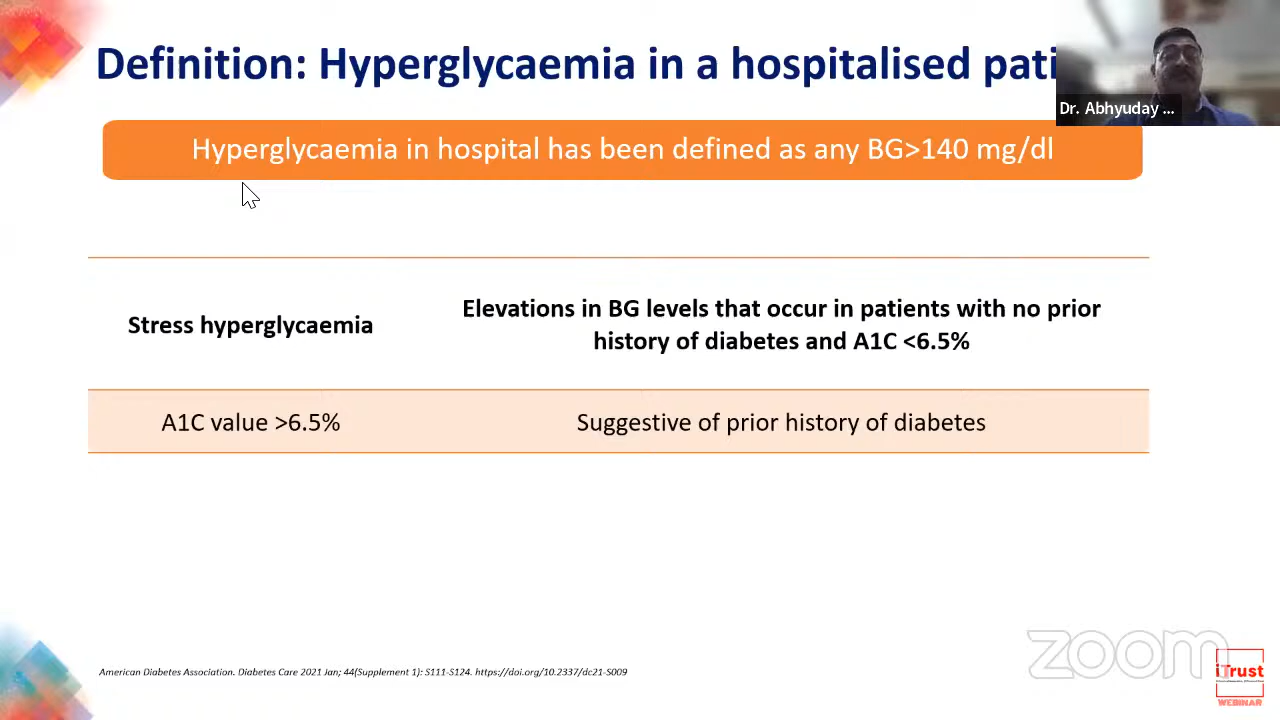 Definition: Hyperglycaemia in a hospitalised pati
Dr. Abhyuday ...
Hyperglycaemia in hospital has been defined as any BG>140 mg/dl
Stress hyperglycaemia
Elevations in BG levels that occur in patients with no prior
history of diabetes and A1C <6.5%
A1C value >6.5%
Suggestive of prior history of diabetes
American Diabetes Association. Diabetes Care 2021 Jan; 44(Supplement 1): S111-S124. https://doi.org/10.2337/dc21-S009
zoom
iTrust
WEBINAR